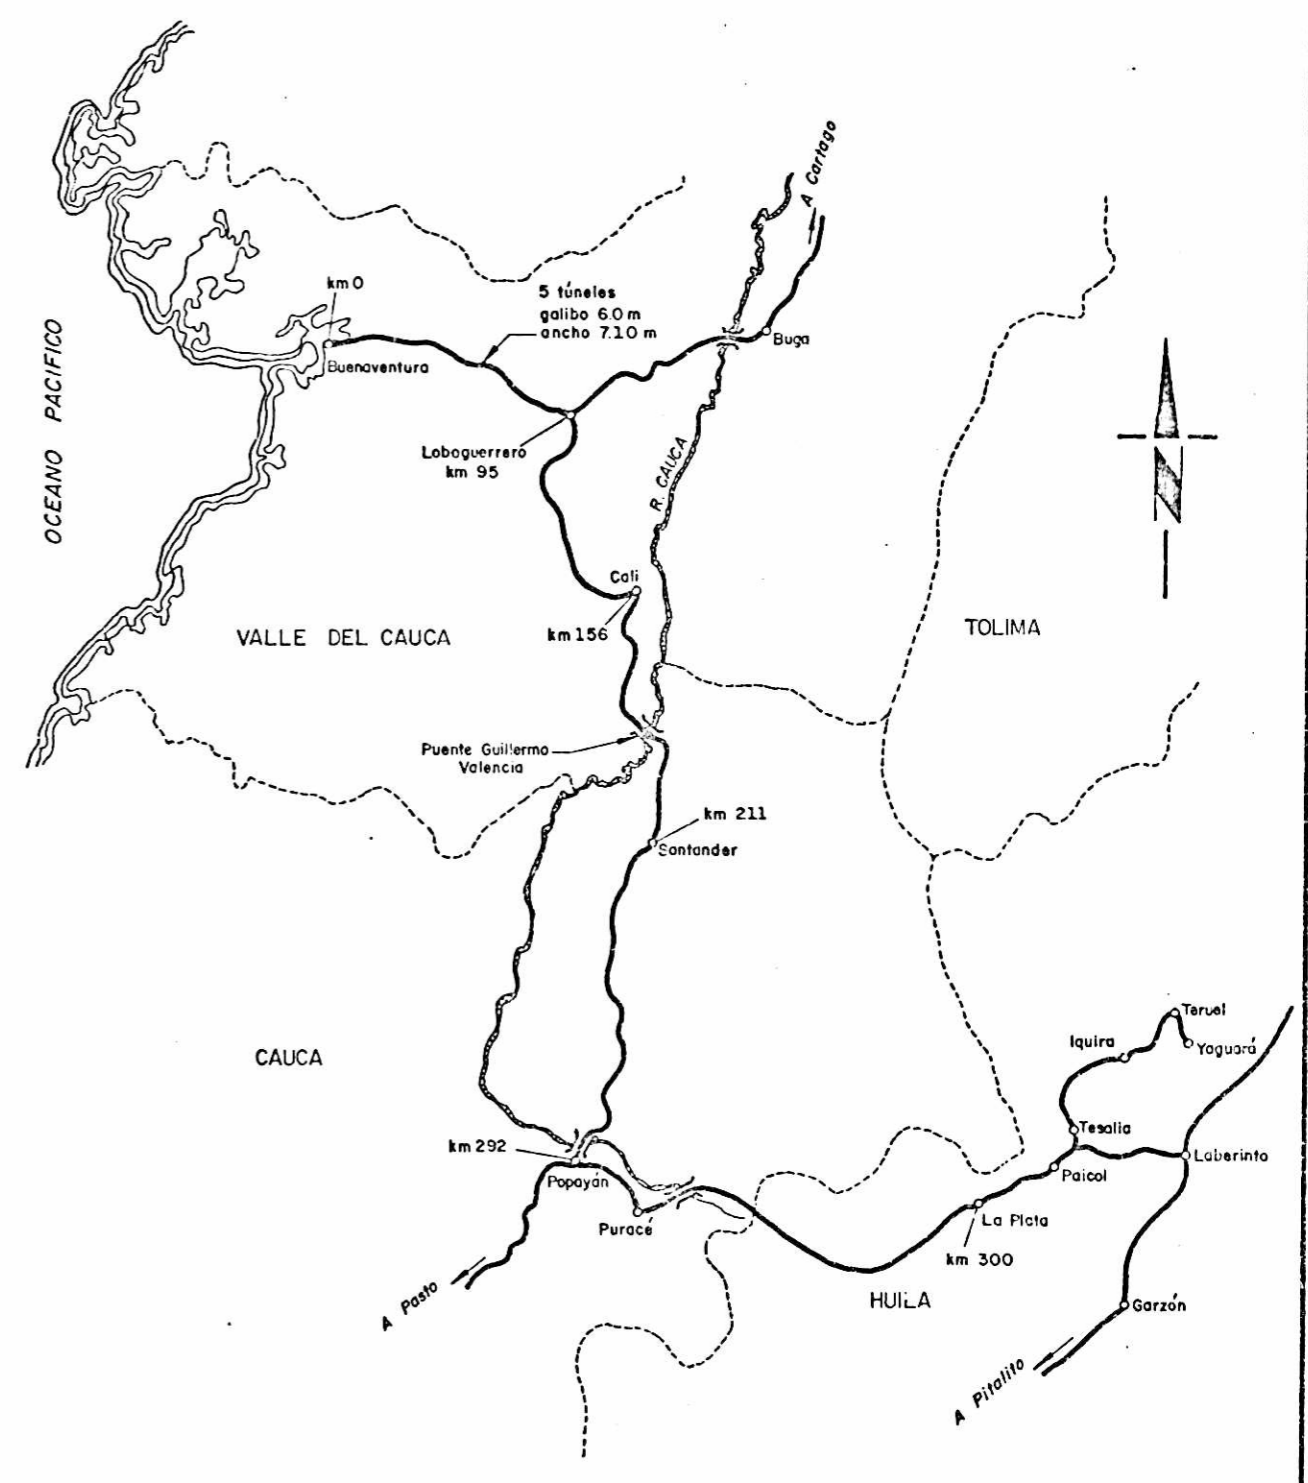 A Cartago
km 0
5 túneles
galibo 6.0 m
ancho 7.10 m
Buga
Buenaventura
OCEANO PACIFICO
Loboguerrero
km 95
R. CAUCA
Cali
km 156
VALLE DEL CAUCA
TOLIMA
Puente Guillermo
Valencia
km 211
Santander
Teruel
Iquira
Yaguará
CAUCA
Tesalia
km 292
Laberinto
Paicol
Popayán
Puracé
La Plata
km 300
HUILA
Garzón
A Pasto
A Pitalito
N